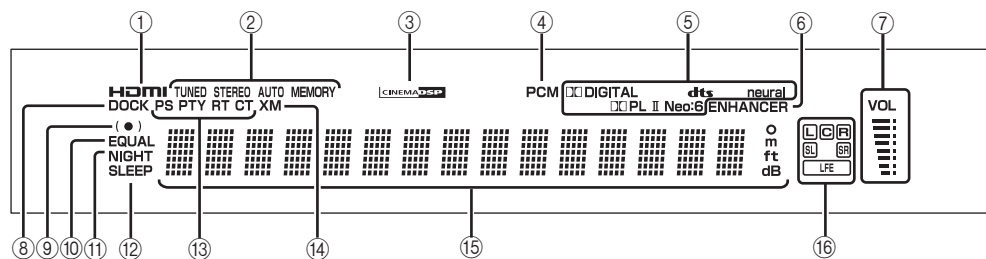 ① ② ③ ④ ⑤ ⑥ ⑦
HDMI TUNED STEREO AUTO MEMORY CINEMA DSP PCM DIGITAL dts neural VOL
DOCK PS PTY RT CT XM PL II Neo:6 ENHANCER
EQUAL
NIGHT
SLEEP
o
m
ft
dB
L C R
SL SR
LFE
⑧ ⑨ ⑩ ⑪ ⑫ ⑬ ⑭ ⑮ ⑯